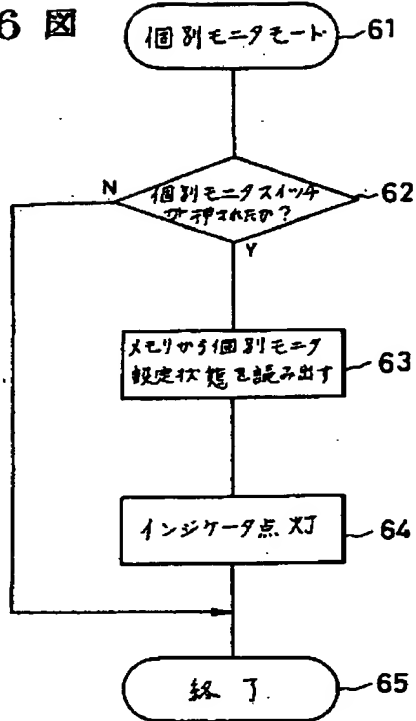 6 図
個別モニタモード
61
N
個別モニタスイッチ
が押されたか?
62
Y
メモリから個別モニタ
設定状態を読み出す
63
インジケータ点灯
64
終了
65